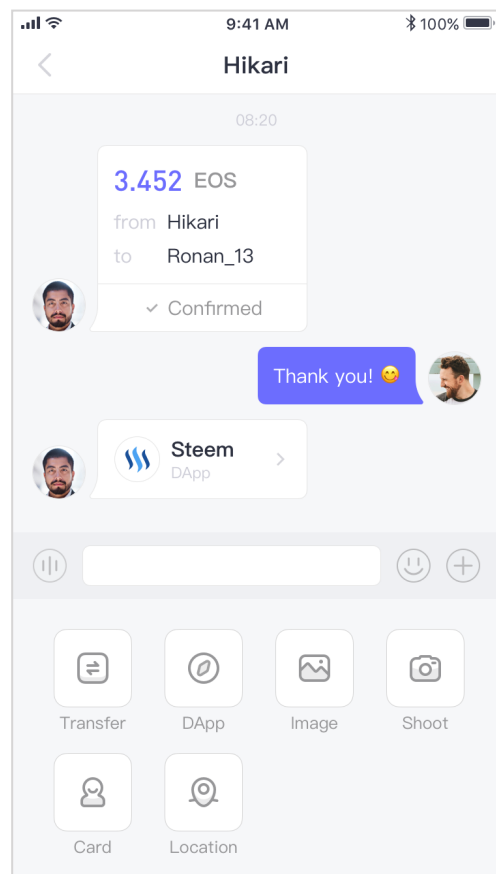 9:41 AM 100%
Hikari
08:20
3.452 EOS
from Hikari
to Ronan_13
Confirmed
Thank you! 😋
Steem
DApp
Transfer DApp Image Shoot
Card Location